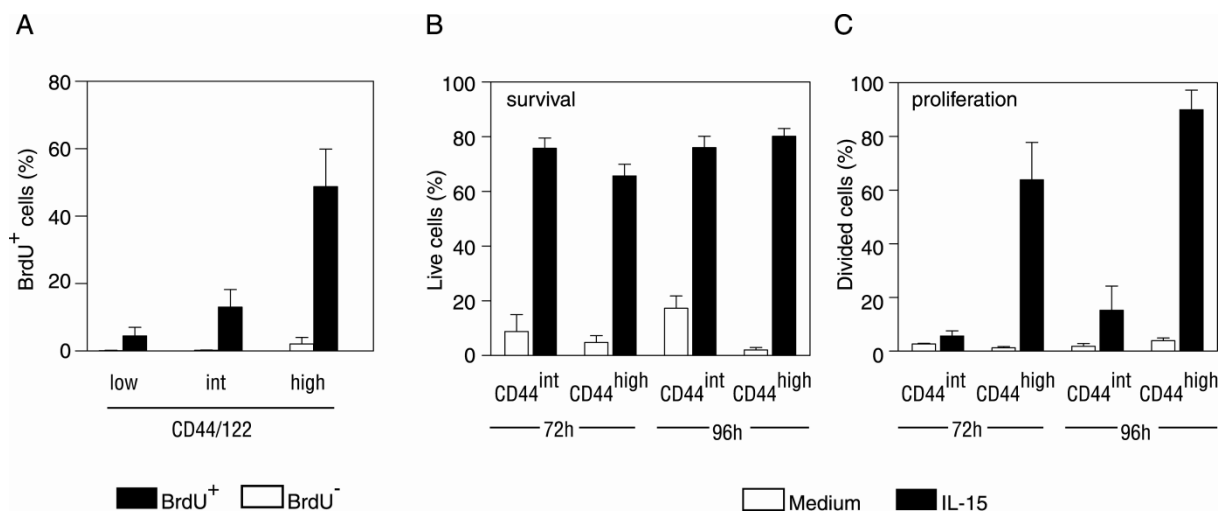 A
B
C
80
60
40
20
0
BrdU+ cells (%)
low int high
CD44/122
BrdU+ BrdU-
100
80
60
40
20
0
Live cells (%)
survival
CD44int CD44high CD44int CD44high
72h 96h
100
80
60
40
20
0
Divided cells (%)
proliferation
CD44int CD44high CD44int CD44high
72h 96h
Medium IL-15